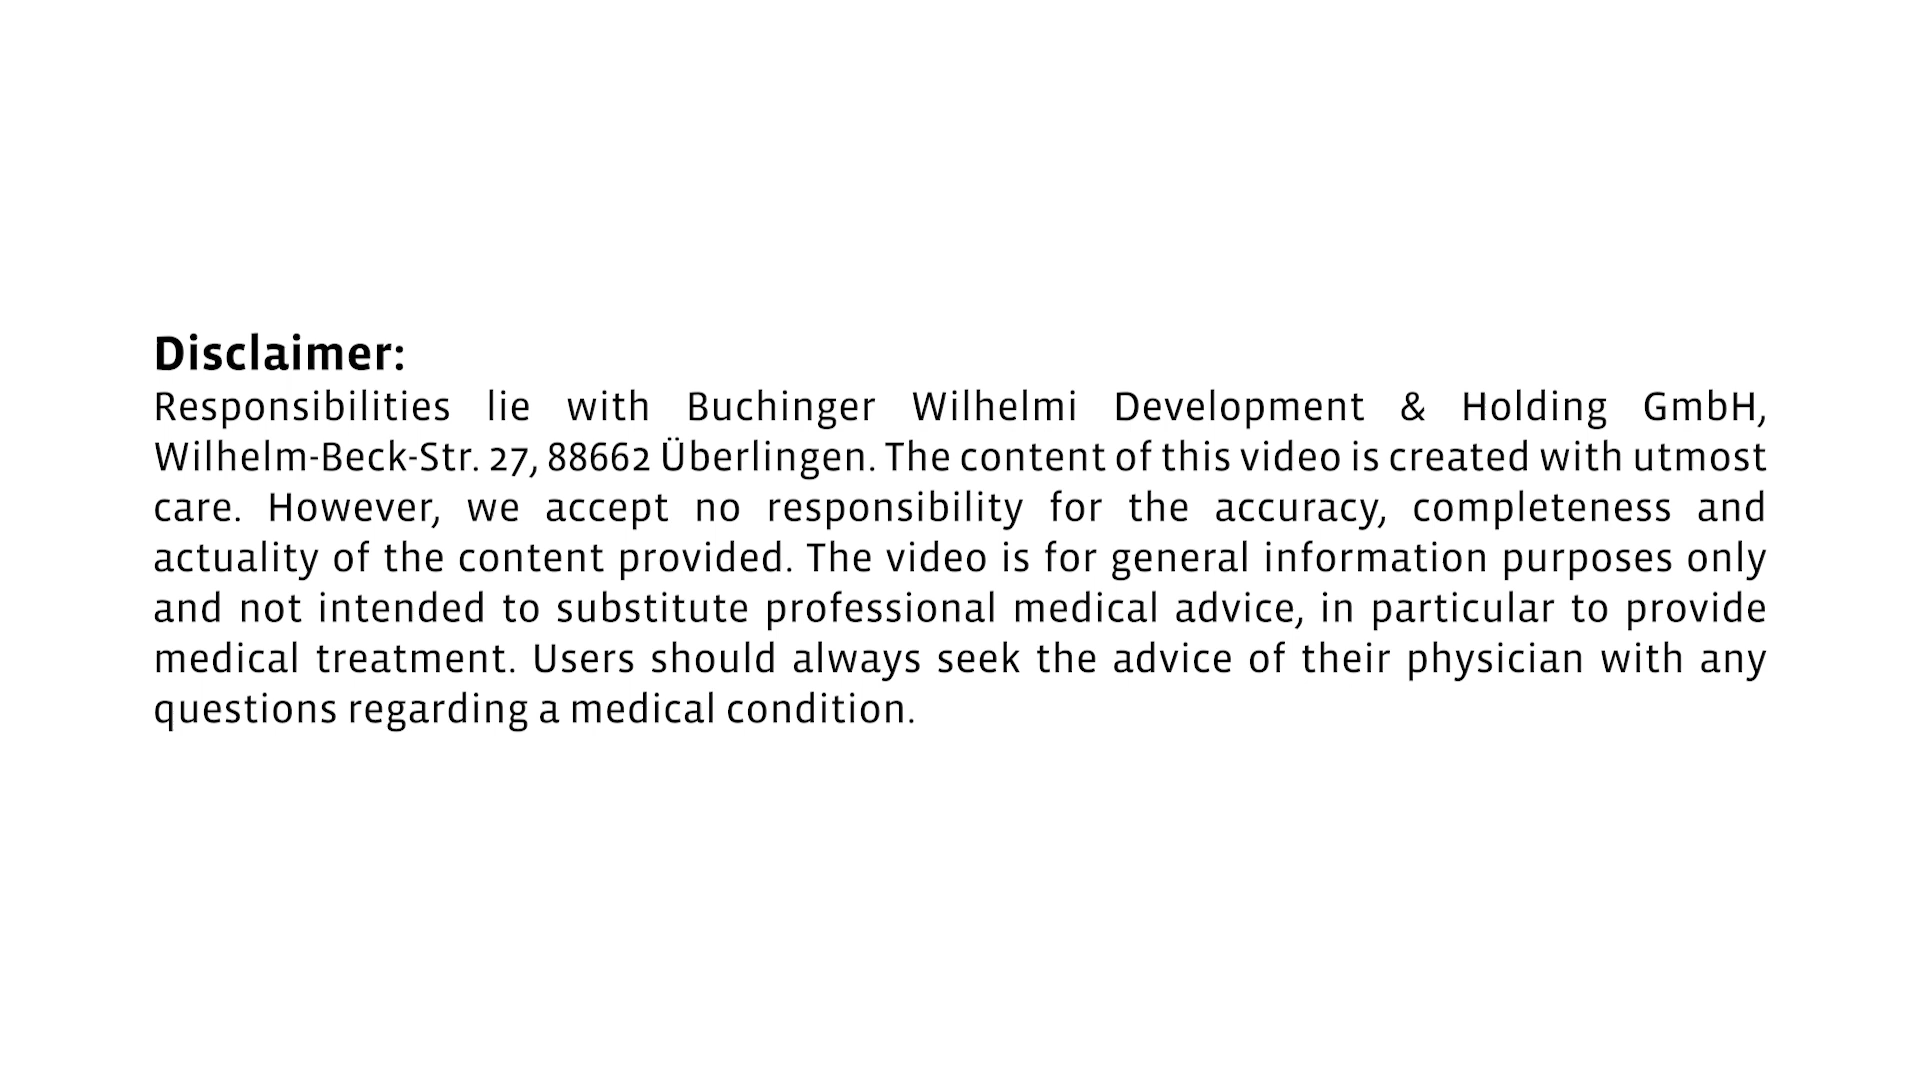 Disclaimer:
Responsibilities lie with Buchinger Wilhelmi Development & Holding GmbH,
Wilhelm-Beck-Str. 27, 88662 Überlingen. The content of this video is created with utmost
care. However, we accept no responsibility for the accuracy, completeness and
actuality of the content provided. The video is for general information purposes only
and not intended to substitute professional medical advice, in particular to provide
medical treatment. Users should always seek the advice of their physician with any
questions regarding a medical condition.